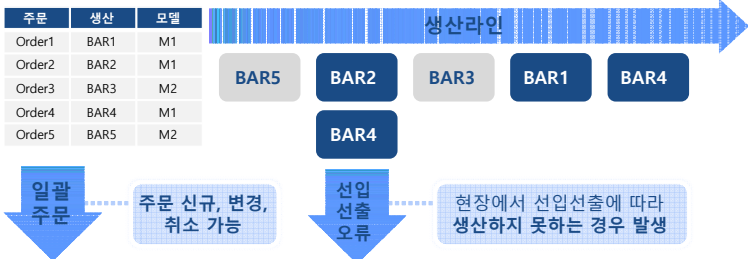 주문 생산 모델
Order1 BAR1 M1
Order2 BAR2 M1
Order3 BAR3 M2
Order4 BAR4 M1
Order5 BAR5 M2
생산라인
BAR5 BAR2 BAR3 BAR1 BAR4
BAR4
일괄
주문
주문 신규, 변경,
취소 가능
선입
선출
오류
현장에서 선입선출에 따라
생산하지 못하는 경우 발생